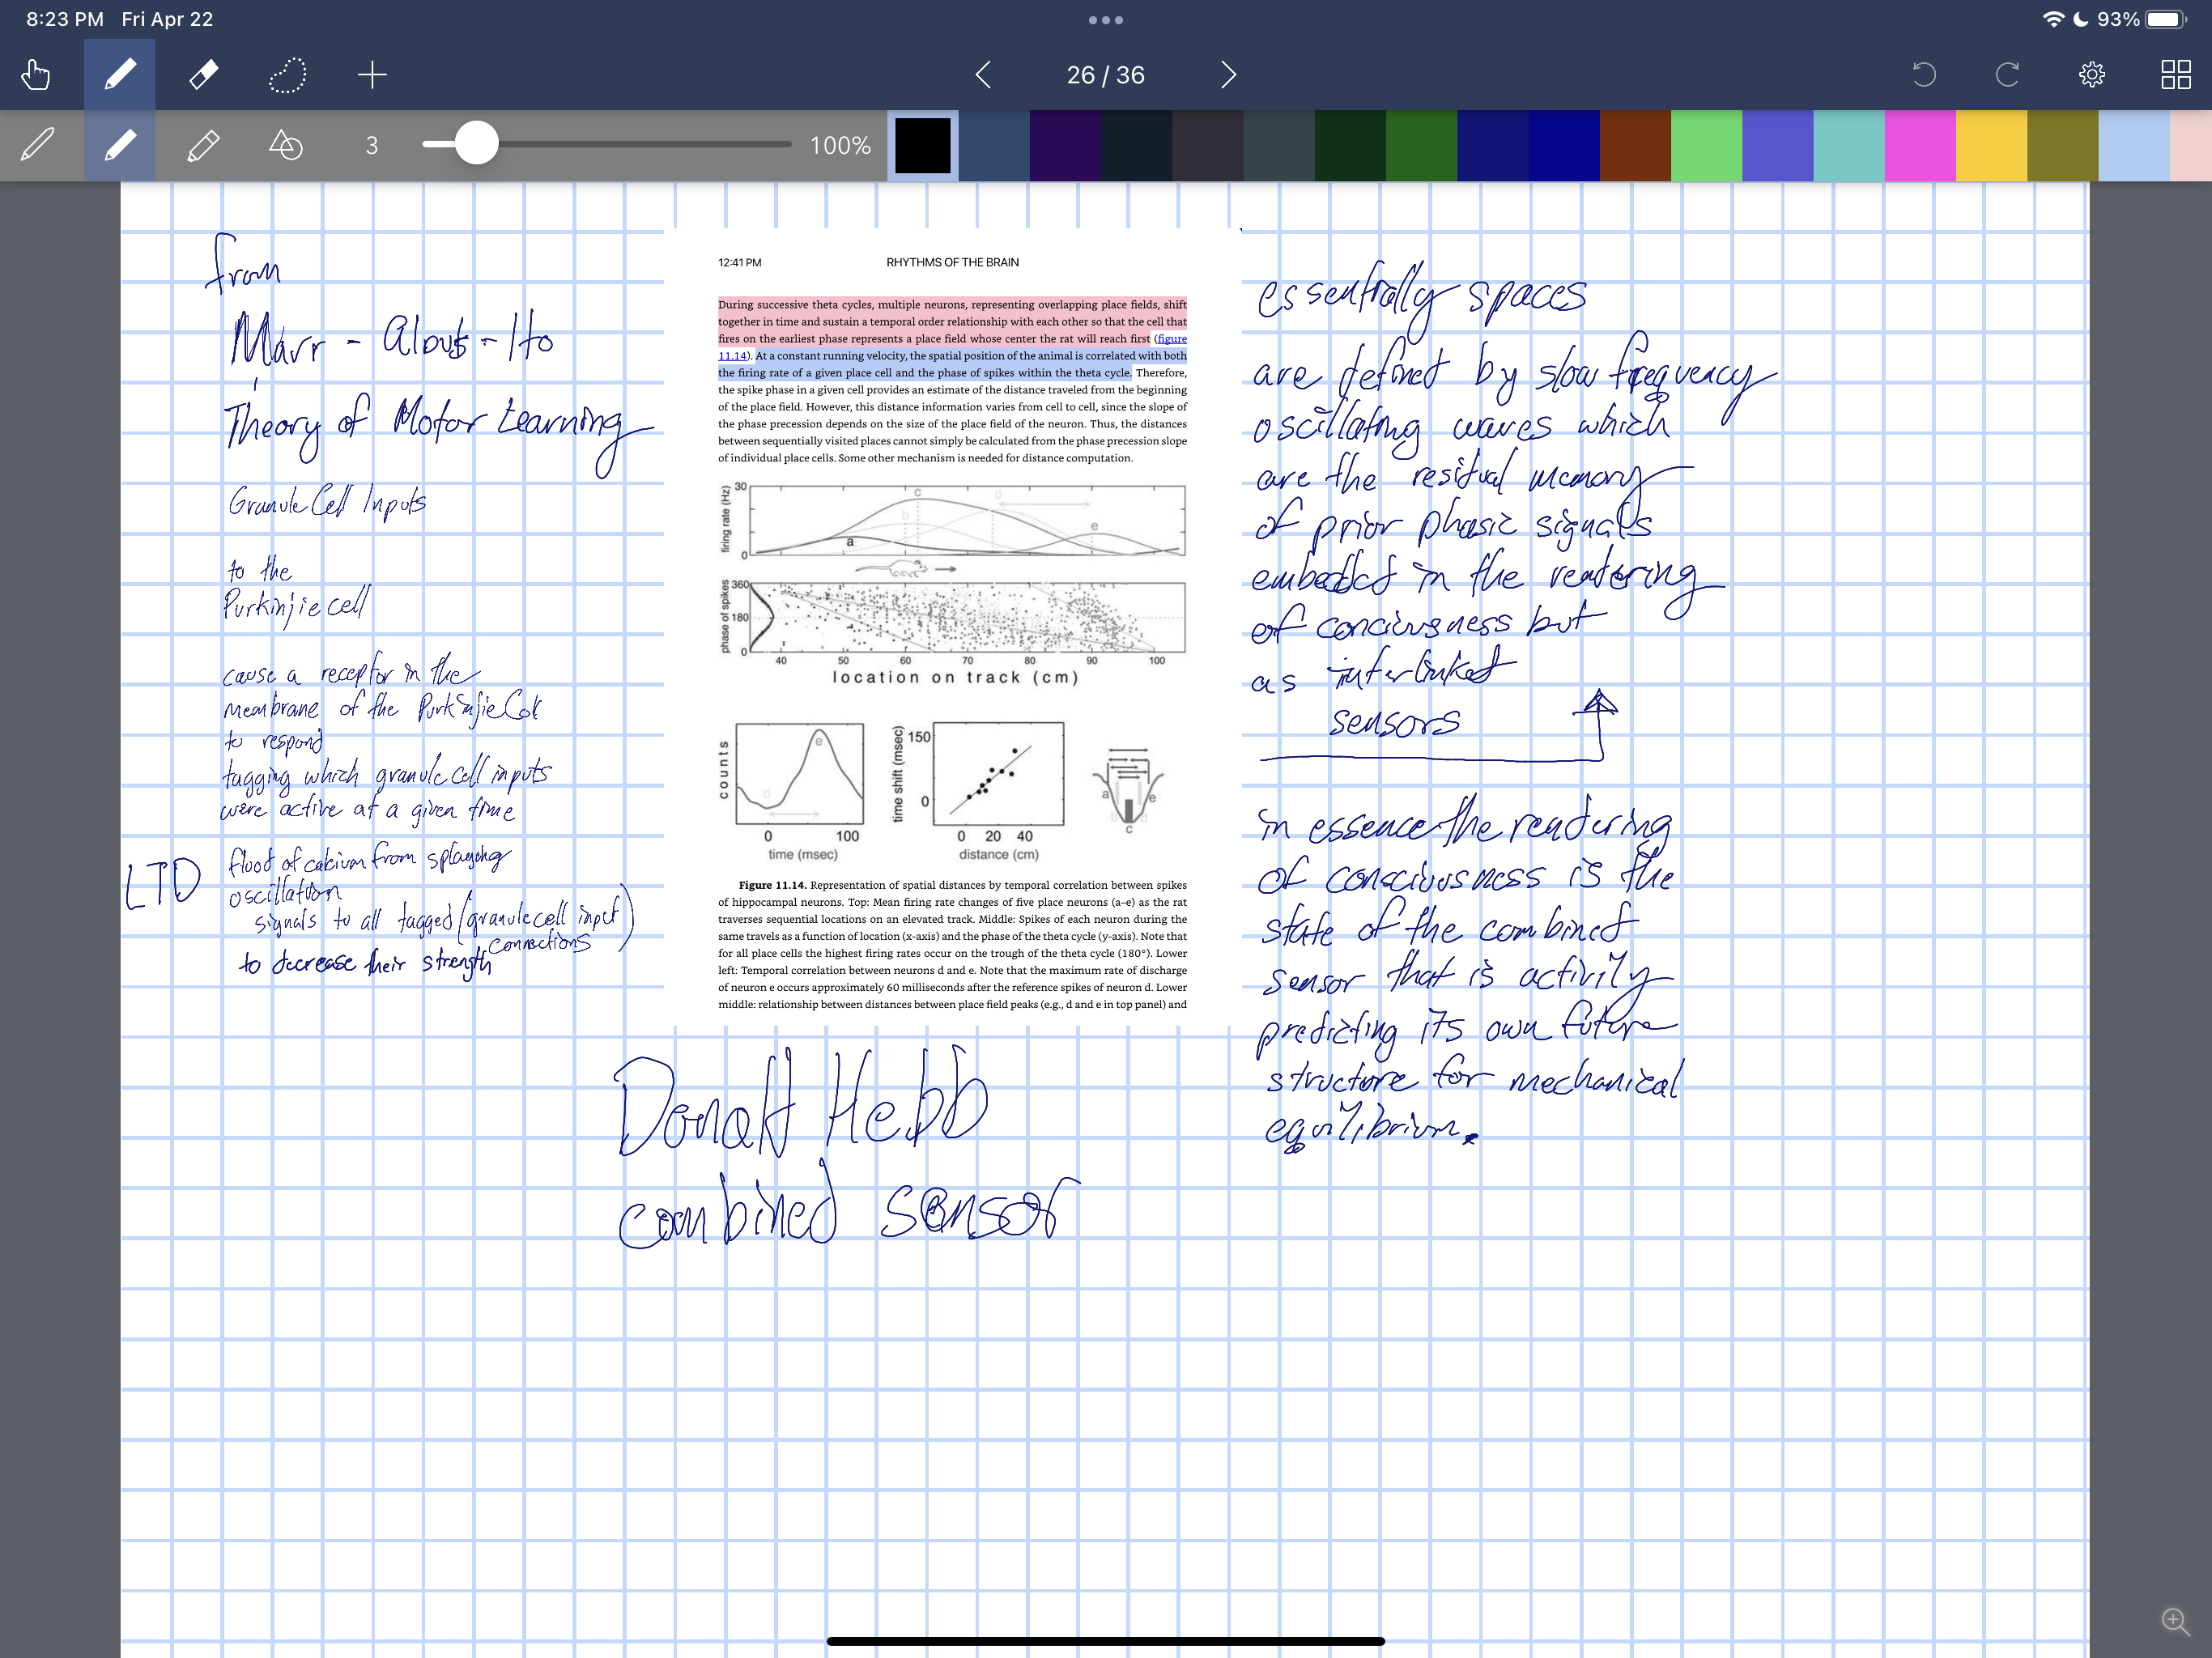 8:23 PM Fri Apr 22
93%
26 / 36
3
100%
from
Marr - Albus - Ito
Theory of Motor Learning
Granule Cell Inputs
to the
Purkinjie cell
cause a receptor in the
membrane of the Purkinjie Cell
to respond
tagging which granule cell inputs
were active at a given time
LTD
flood of calcium from
oscillation
signals to all tagged (granule cell input
connections)
to decrease their strength
12:41 PM
RHYTHMS OF THE BRAIN
During successive theta cycles, multiple neurons, representing overlapping place fields, shift
together in time and sustain a temporal order relationship with each other so that the cell that
fires on the earliest phase represents a place field whose center the rat will reach first (figure
11.14). At a constant running velocity, the spatial position of the animal is correlated with both
the firing rate of a given place cell and the phase of spikes within the theta cycle. Therefore,
the spike phase in a given cell provides an estimate of the distance traveled from the beginning
of the place field. However, this distance information varies from cell to cell, since the slope of
the phase precession depends on the size of the place field of the neuron. Thus, the distances
between sequentially visited places cannot simply be calculated from the phase precession slope
of individual place cells. Some other mechanism is needed for distance computation.
firing rate (Hz)
30
0
a
b
c
d
e
phase of spikes
360
180
0
40 50 60 70 80 90 100
location on track (cm)
counts
d
e
0 100
time (msec)
time shift (msec)
150
0
0 20 40
distance (cm)
a
b
c
d
e
Figure 11.14. Representation of spatial distances by temporal correlation between spikes
of hippocampal neurons. Top: Mean firing rate changes of five place neurons (a–e) as the rat
traverses sequential locations on an elevated track. Middle: Spikes of each neuron during the
same travels as a function of location (x-axis) and the phase of the theta cycle (y-axis). Note that
for all place cells the highest firing rates occur on the trough of the theta cycle (180°). Lower
left: Temporal correlation between neurons d and e. Note that the maximum rate of discharge
of neuron e occurs approximately 60 milliseconds after the reference spikes of neuron d. Lower
middle: relationship between distances between place field peaks (e.g., d and e in top panel) and
Donald Hebb
combined sensor
essentially spaces
are defined by slow frequency
oscillating waves which
are the residual memory
of prior phasic signals
embedded in the rendering
of conciousness but
as interlinked
sensors
in essence the rendering
of consciousness is the
state of the combined
sensor that is activily
predicting its own future
structure for mechanical
equilibrium.